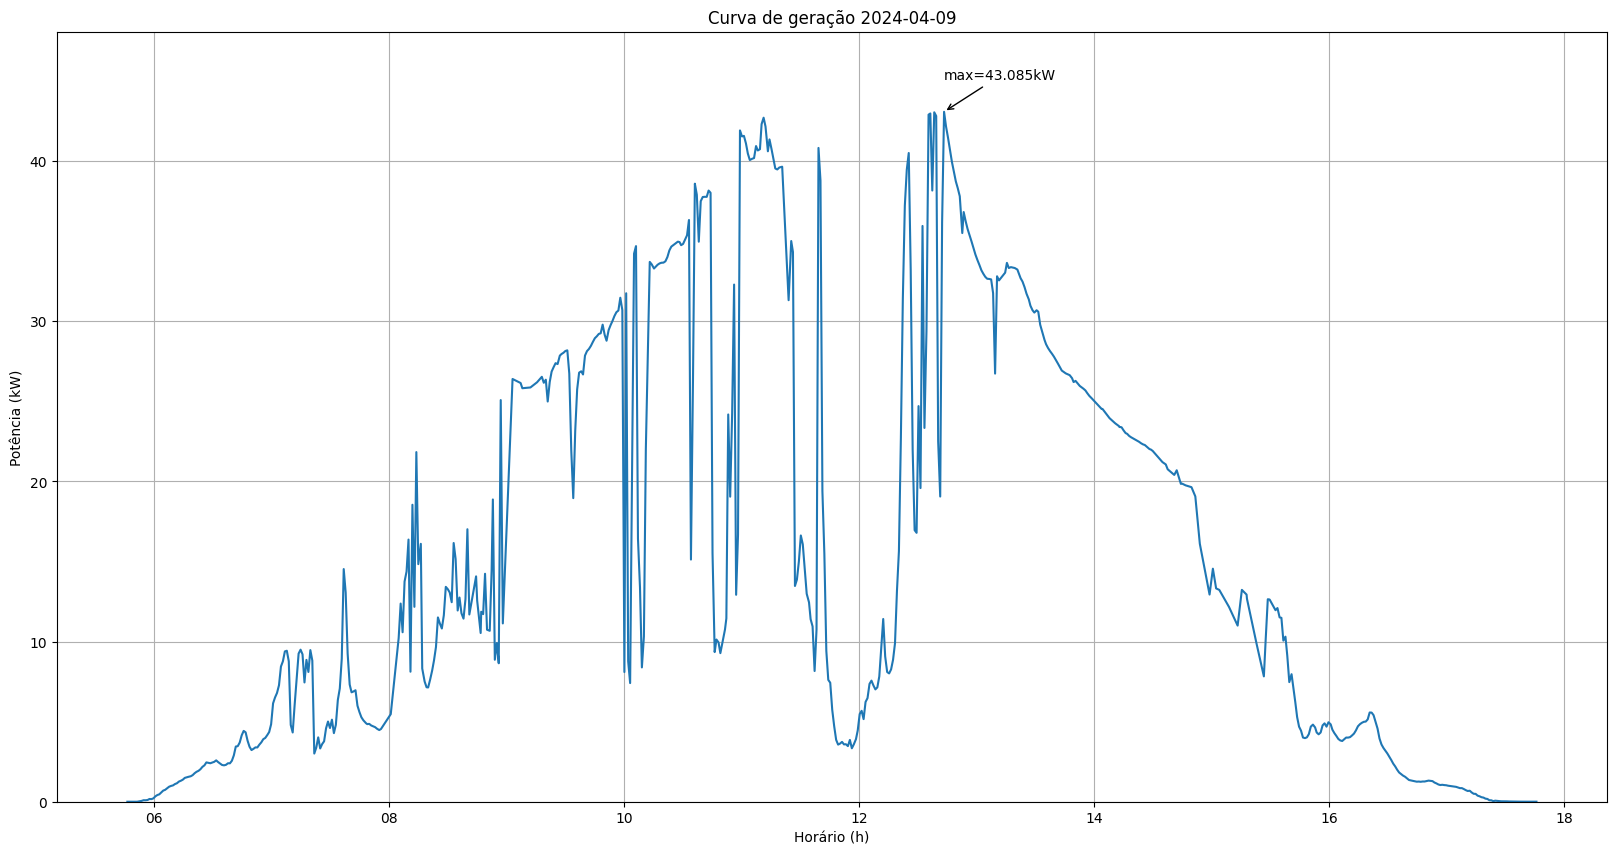 Curva de geração 2024-04-09
max=43.085kW
40
30
20
10
0
Potência (kW)
06 08 10 12 14 16 18
Horário (h)